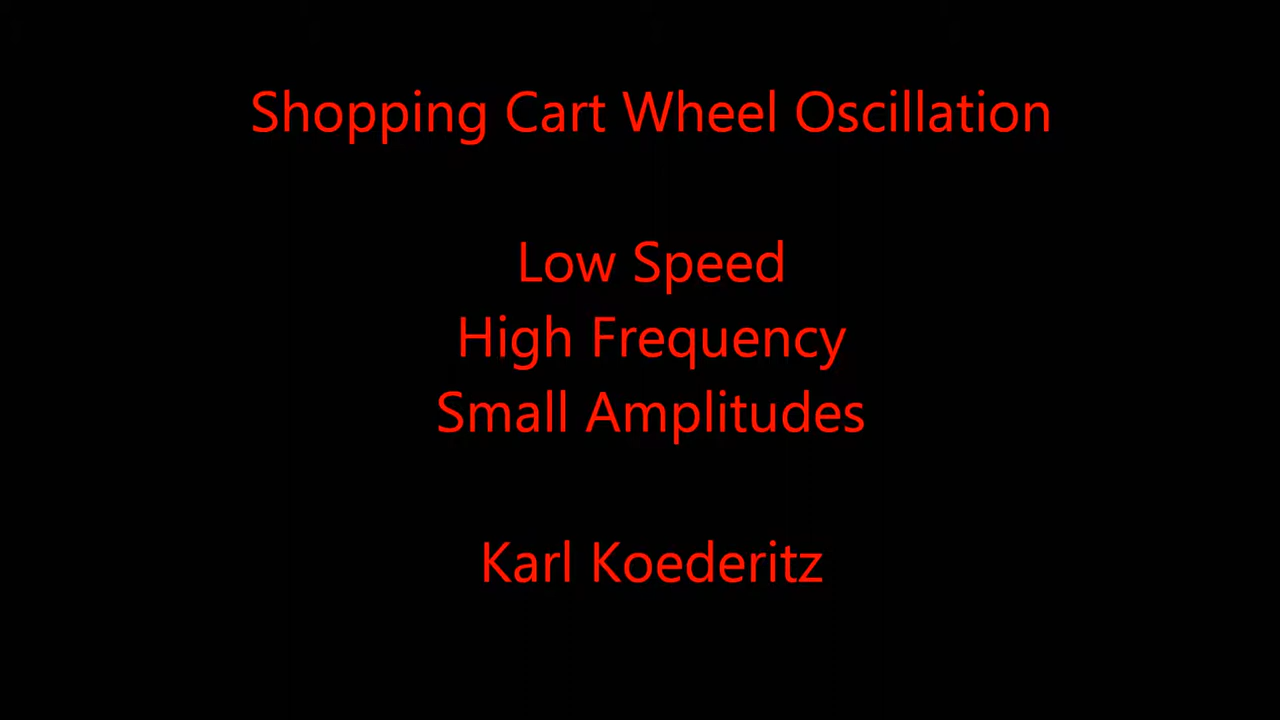 Shopping Cart Wheel Oscillation
Low Speed
High Frequency
Small Amplitudes
Karl Koederitz